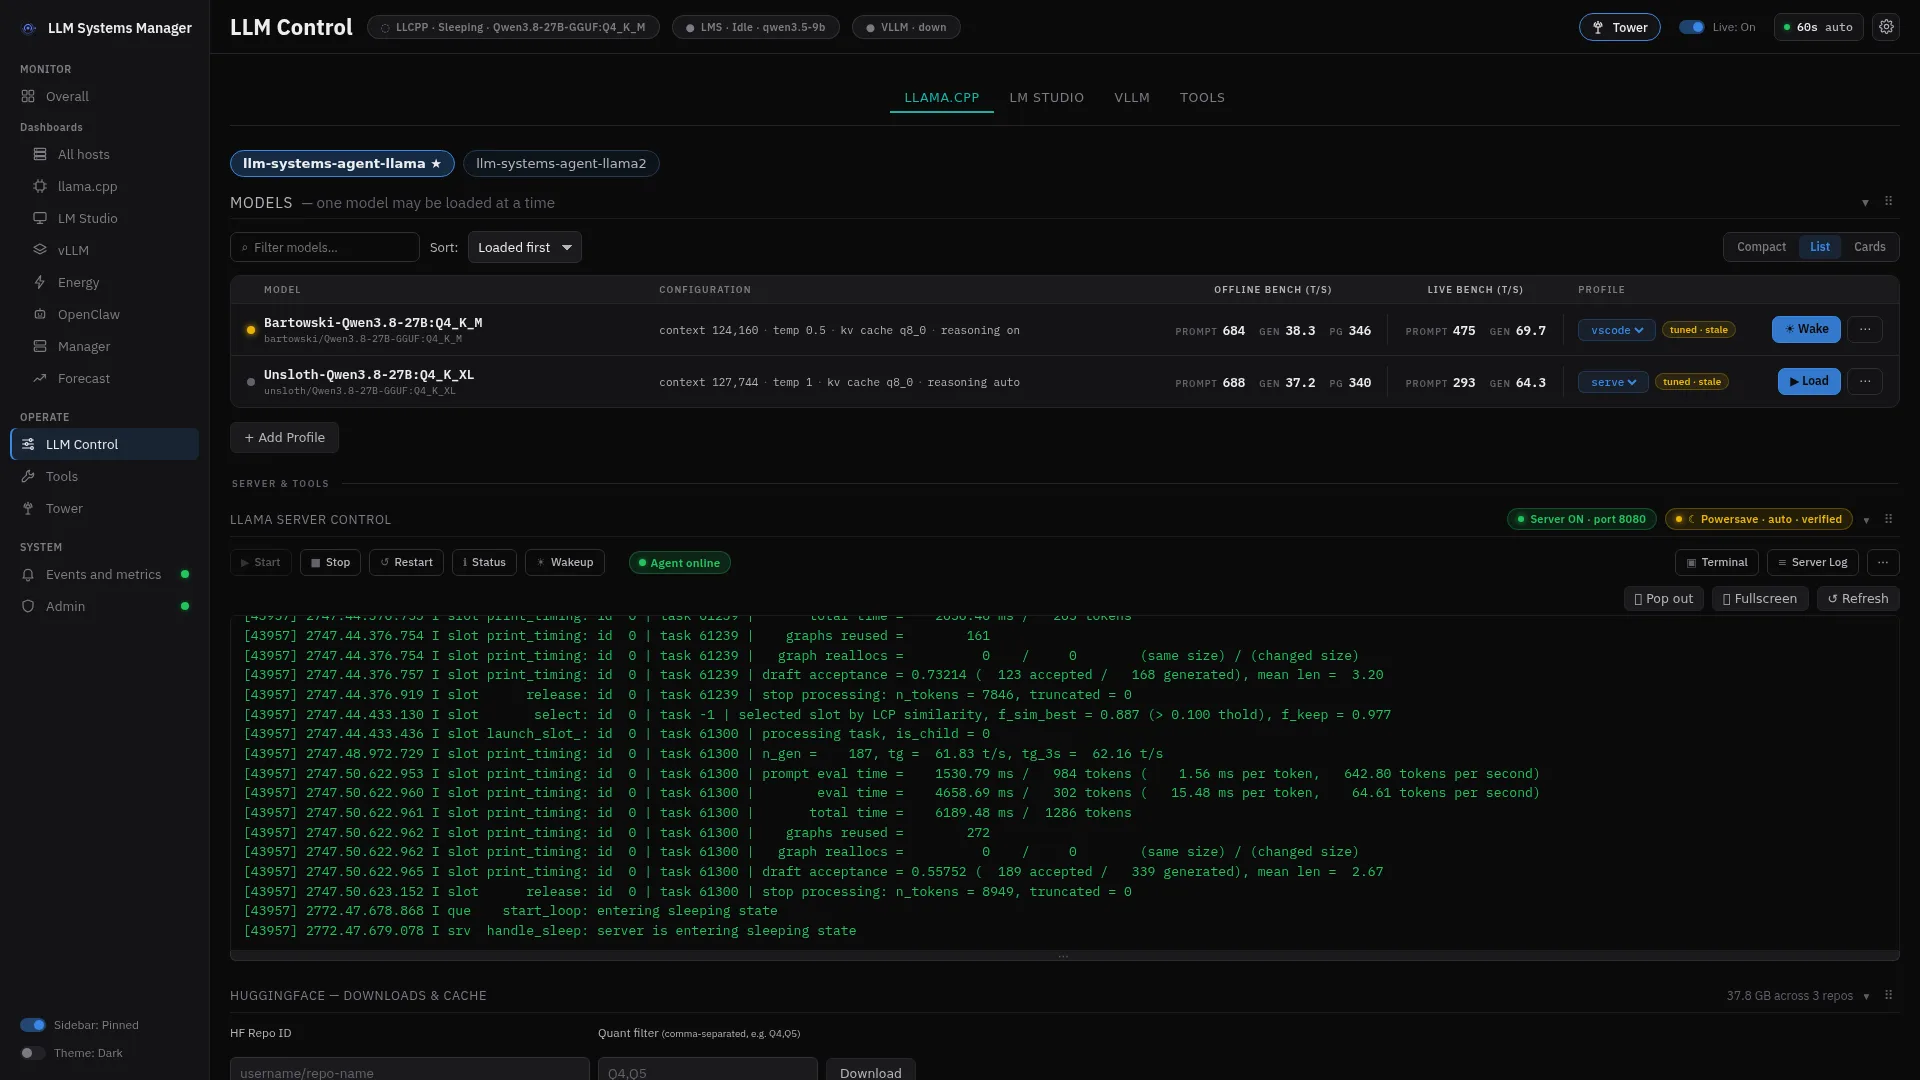 LLM Systems Manager
MONITOR
Overall
Dashboards
All hosts
llama.cpp
LM Studio
vLLM
Energy
OpenClaw
Manager
Forecast
OPERATE
LLM Control
Tools
Tower
SYSTEM
Events and metrics
Admin
Sidebar: Pinned
Theme: Dark
LLM Control
LLCPP · Sleeping · Qwen3.8-27B-GGUF:Q4_K_M
LMS · Idle · qwen3.5-9b
VLLM · down
Tower
Live: On
60s auto
LLAMA.CPP
LM STUDIO
VLLM
TOOLS
llm-systems-agent-llama ★
llm-systems-agent-llama2
MODELS — one model may be loaded at a time
Filter models...
Sort: Loaded first
Compact List Cards
MODEL CONFIGURATION OFFLINE BENCH (T/S) LIVE BENCH (T/S) PROFILE
Bartowski-Qwen3.8-27B:Q4_K_M
bartowski/Qwen3.8-27B-GGUF:Q4_K_M
context 124,160 · temp 0.5 · kv cache q8_0 · reasoning on
PROMPT 684 GEN 38.3 PG 346 PROMPT 475 GEN 69.7
vscode tuned · stale ☀ Wake ...
Unsloth-Qwen3.8-27B:Q4_K_XL
unsloth/Qwen3.8-27B-GGUF:Q4_K_XL
context 127,744 · temp 1 · kv cache q8_0 · reasoning auto
PROMPT 688 GEN 37.2 PG 340 PROMPT 293 GEN 64.3
serve tuned · stale ▶ Load ...
+ Add Profile
SERVER & TOOLS
LLAMA SERVER CONTROL
Server ON · port 8080
☾ Powersave · auto · verified
▶ Start
■ Stop
↺ Restart
ℹ Status
☀ Wakeup
Agent online
Terminal
≡ Server Log
...
Pop out
Fullscreen
↺ Refresh
[43957] 2747.44.376.753 I slot print_timing: id 0 | task 61239 | total time = 2656.46 ms / 265 tokens
[43957] 2747.44.376.754 I slot print_timing: id 0 | task 61239 | graphs reused = 161
[43957] 2747.44.376.754 I slot print_timing: id 0 | task 61239 | graph reallocs = 0 / 0 (same size) / (changed size)
[43957] 2747.44.376.757 I slot print_timing: id 0 | task 61239 | draft acceptance = 0.73214 ( 123 accepted / 168 generated), mean len = 3.20
[43957] 2747.44.376.919 I slot release: id 0 | task 61239 | stop processing: n_tokens = 7846, truncated = 0
[43957] 2747.44.433.130 I slot select: id 0 | task -1 | selected slot by LCP similarity, f_sim_best = 0.887 (> 0.100 thold), f_keep = 0.977
[43957] 2747.44.433.436 I slot launch_slot_: id 0 | task 61300 | processing task, is_child = 0
[43957] 2747.48.972.729 I slot print_timing: id 0 | task 61300 | n_gen = 187, tg = 61.83 t/s, tg_3s = 62.16 t/s
[43957] 2747.50.622.953 I slot print_timing: id 0 | task 61300 | prompt eval time = 1530.79 ms / 984 tokens ( 1.56 ms per token, 642.80 tokens per second)
[43957] 2747.50.622.960 I slot print_timing: id 0 | task 61300 | eval time = 4658.69 ms / 302 tokens ( 15.48 ms per token, 64.61 tokens per second)
[43957] 2747.50.622.961 I slot print_timing: id 0 | task 61300 | total time = 6189.48 ms / 1286 tokens
[43957] 2747.50.622.962 I slot print_timing: id 0 | task 61300 | graphs reused = 272
[43957] 2747.50.622.962 I slot print_timing: id 0 | task 61300 | graph reallocs = 0 / 0 (same size) / (changed size)
[43957] 2747.50.622.965 I slot print_timing: id 0 | task 61300 | draft acceptance = 0.55752 ( 189 accepted / 339 generated), mean len = 2.67
[43957] 2747.50.623.152 I slot release: id 0 | task 61300 | stop processing: n_tokens = 8949, truncated = 0
[43957] 2772.47.678.868 I que start_loop: entering sleeping state
[43957] 2772.47.679.078 I srv handle_sleep: server is entering sleeping state
HUGGINGFACE — DOWNLOADS & CACHE
37.8 GB across 3 repos
HF Repo ID
Quant filter (comma-separated, e.g. Q4,Q5)
username/repo-name
Q4,Q5
Download